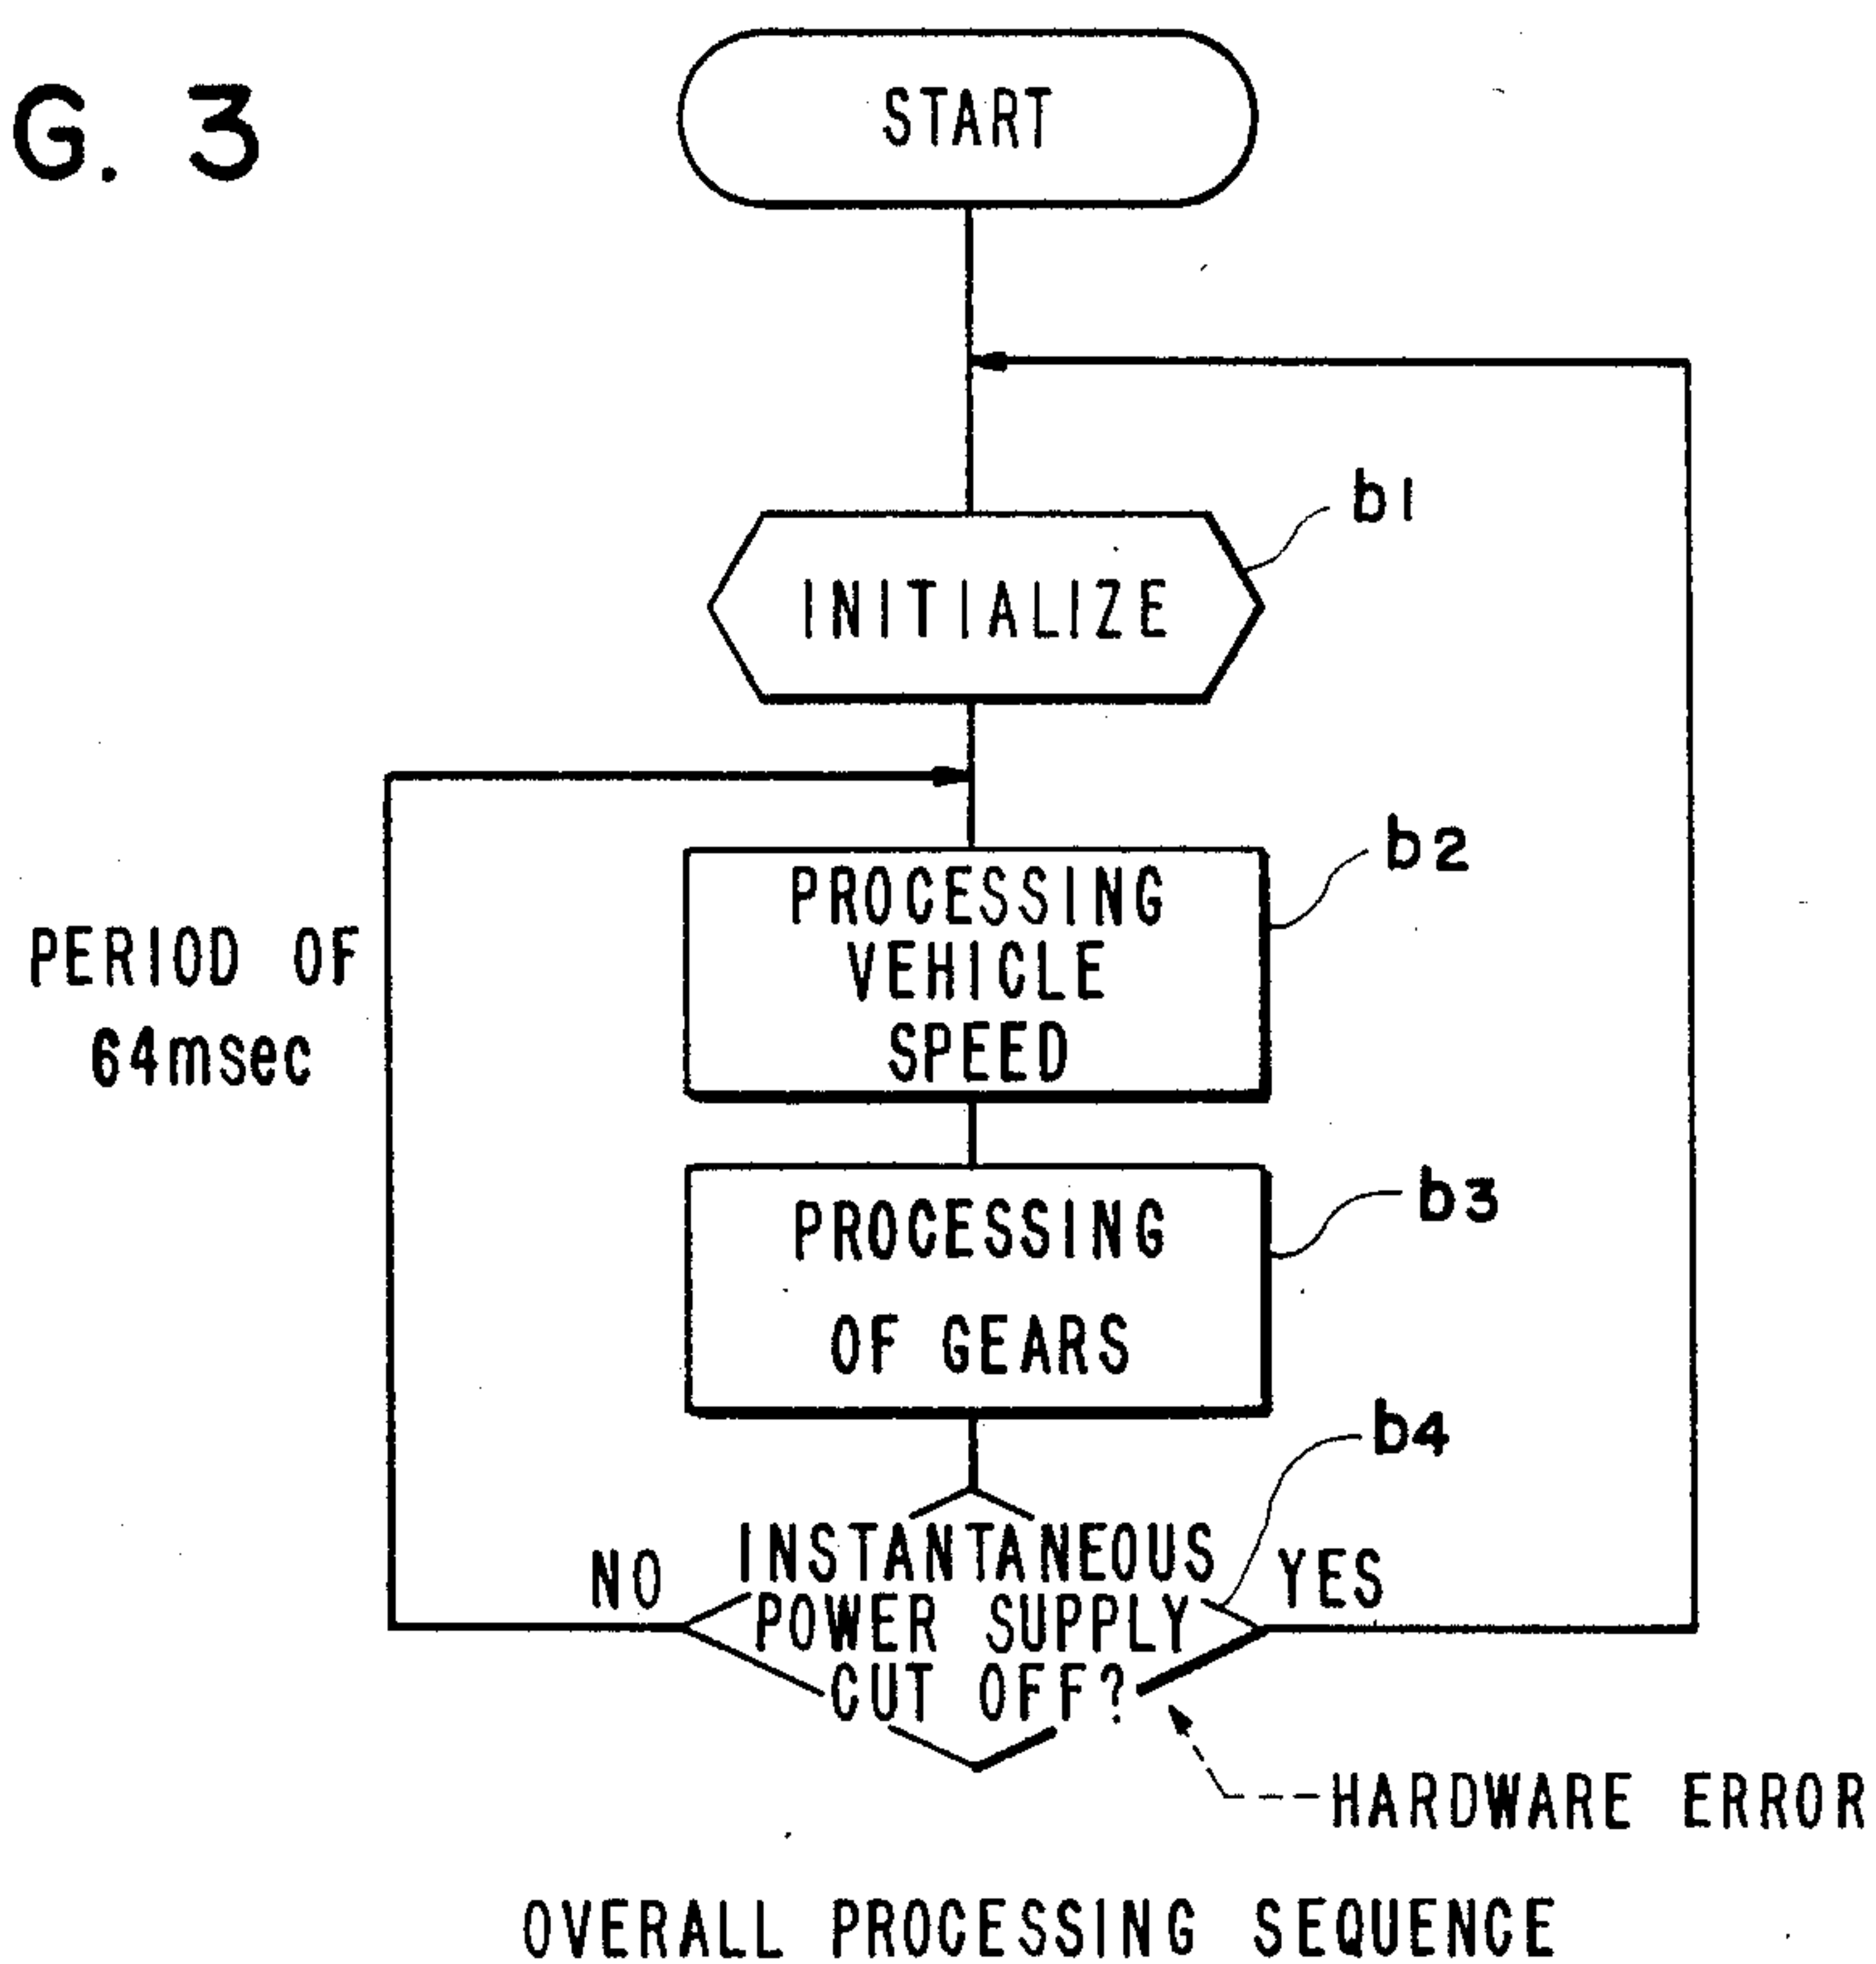 G. 3
START
b1
INITIALIZE
b2
PROCESSING
VEHICLE
SPEED
PERIOD OF
64msec
b3
PROCESSING
OF GEARS
b4
NO
INSTANTANEOUS
POWER SUPPLY
CUT OFF?
YES
HARDWARE ERROR
OVERALL PROCESSING SEQUENCE